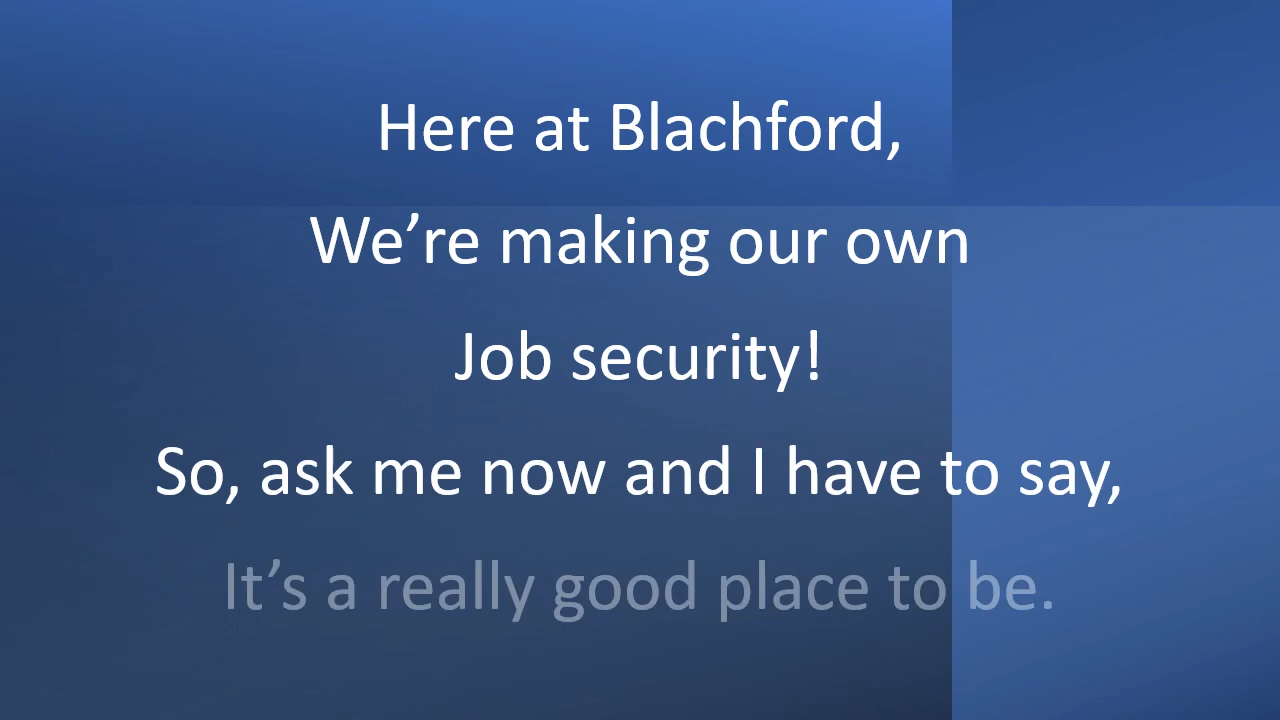 Here at Blachford,
We’re making our own
Job security!
So, ask me now and I have to say,
It’s a really good place to be.